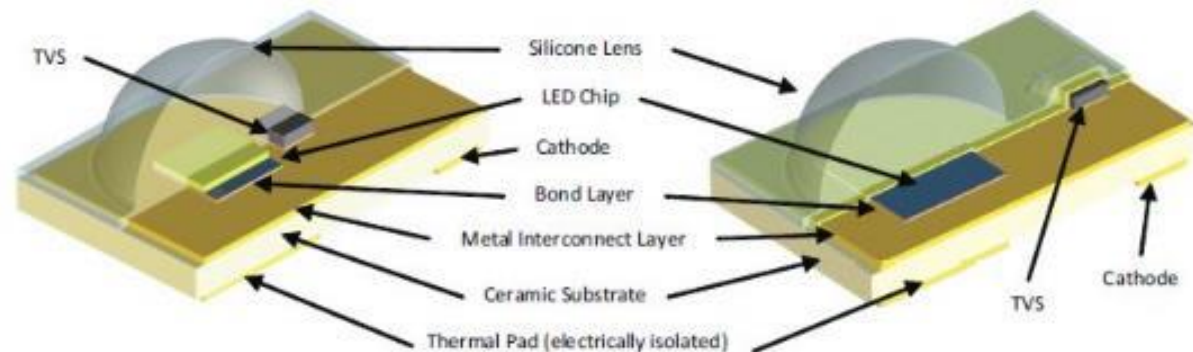 Silicone Lens
TVS
LED Chip
Cathode
Bond Layer
Metal Interconnect Layer
Cathode
Ceramic Substrate
TVS
Thermal Pad (electrically isolated)